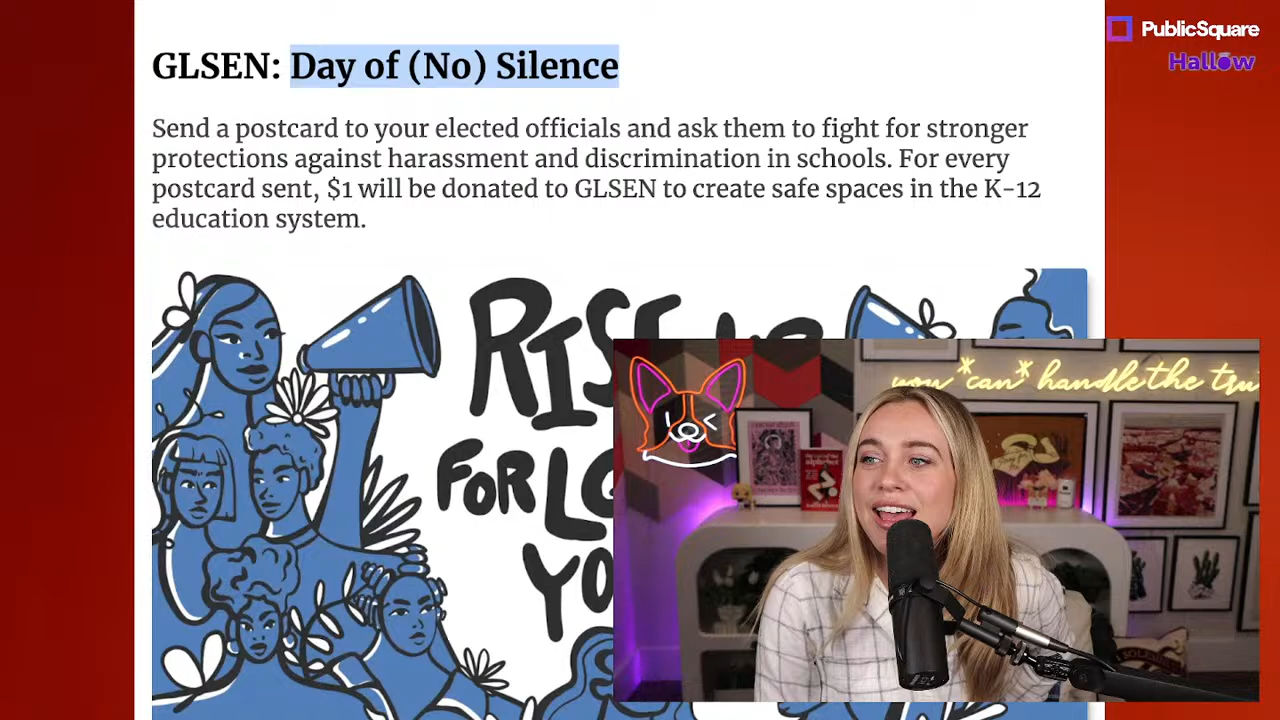 PublicSquare
Hallow
GLSEN: Day of (No) Silence
Send a postcard to your elected officials and ask them to fight for stronger
protections against harassment and discrimination in schools. For every
postcard sent, $1 will be donated to GLSEN to create safe spaces in the K-12
education system.
RISE
FOR
YO
you *can* handle the tru